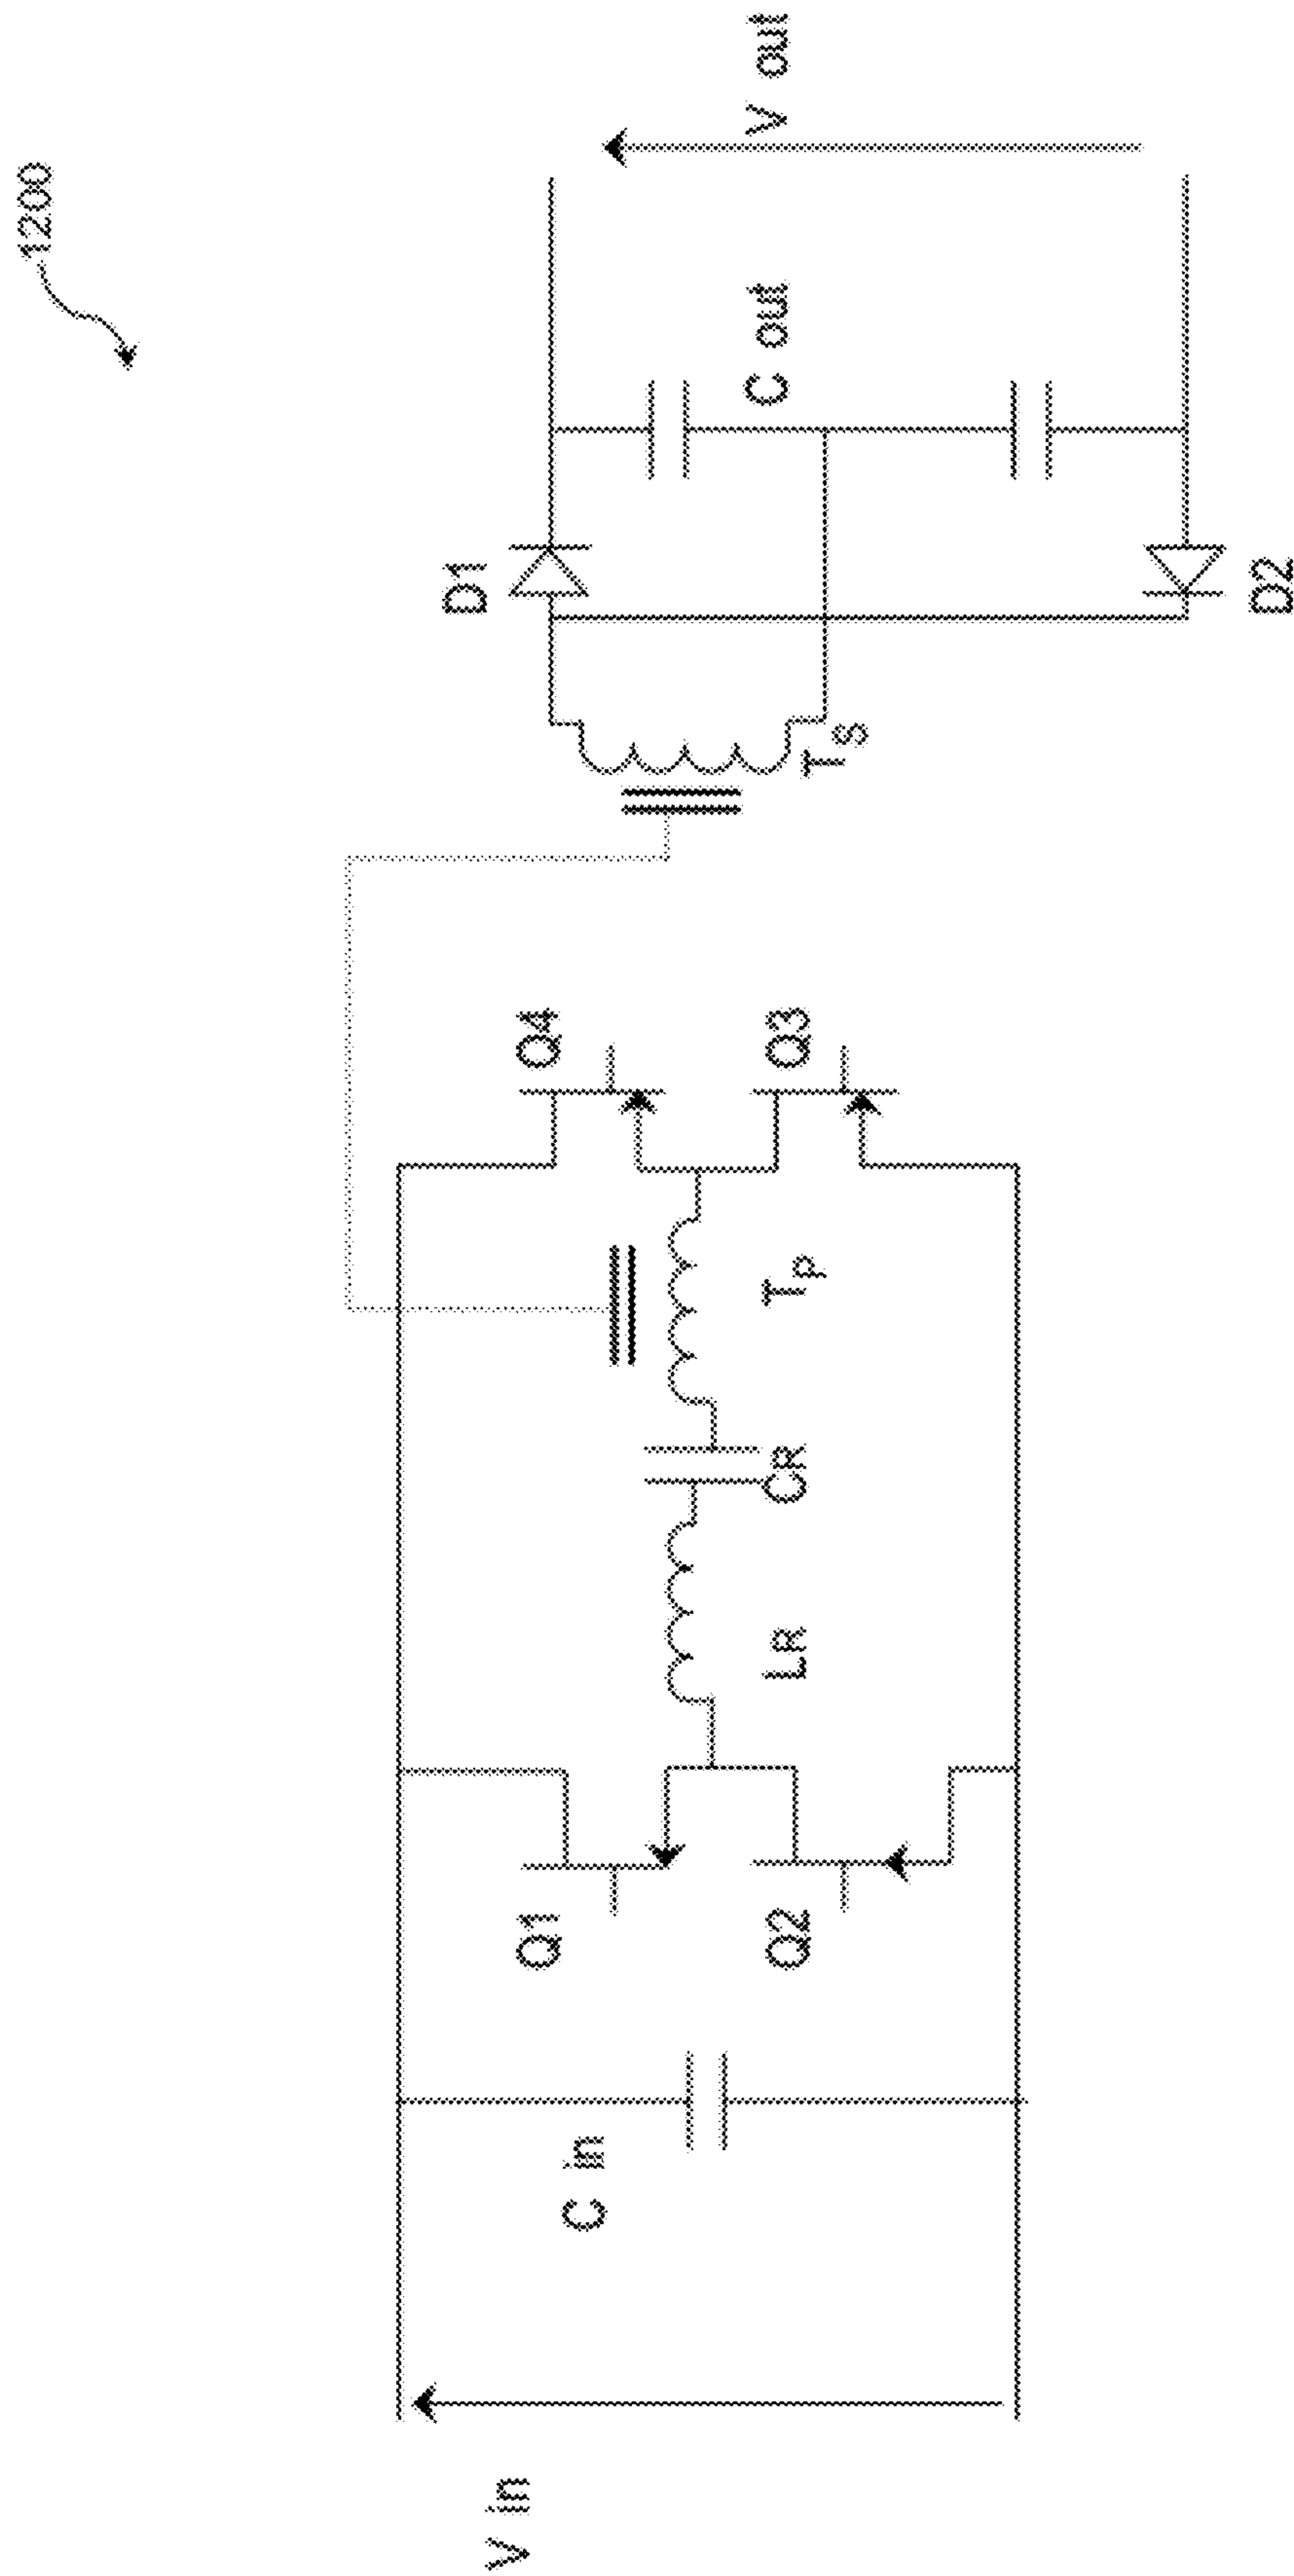 1200
V in
C in
Q1
Q2
LR
CR
Tp
Q4
Q3
Ts
D1
D2
C out
V out